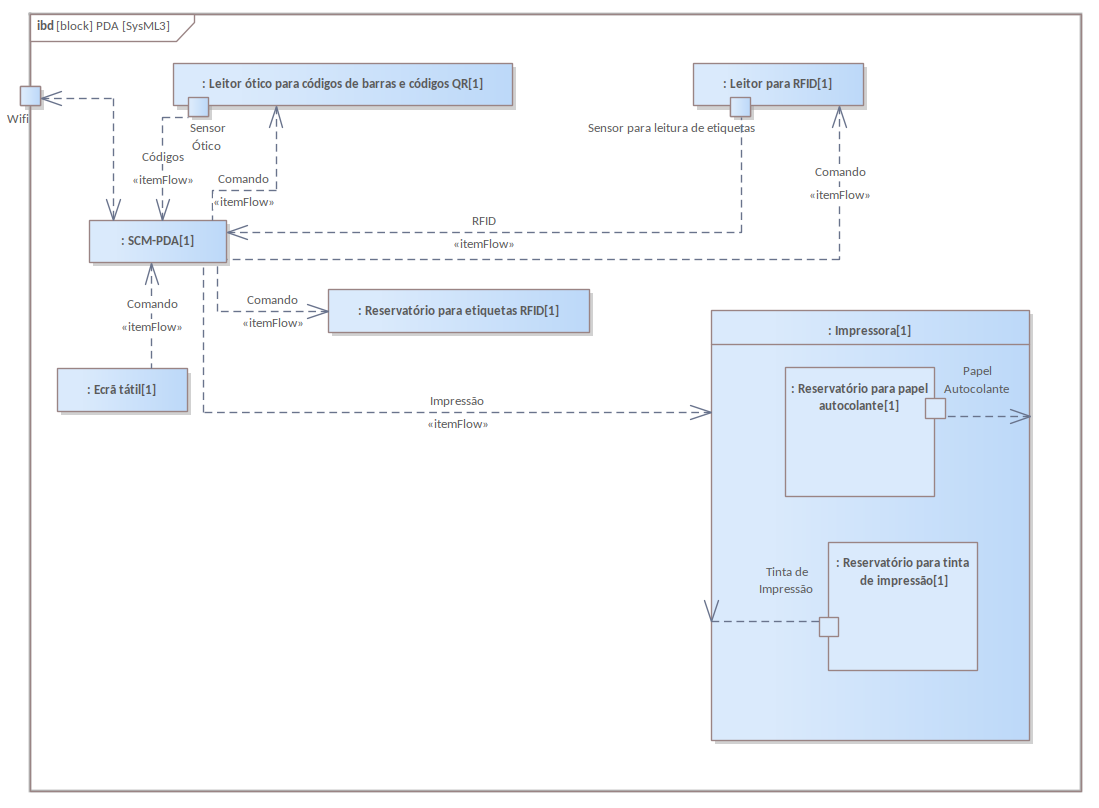 ibd [block] PDA [SysML3]
: Leitor ótico para códigos de barras e códigos QR[1]
: Leitor para RFID[1]
Wifi
Sensor
Ótico
Sensor para leitura de etiquetas
Códigos
«itemFlow»
Comando
«itemFlow»
Comando
«itemFlow»
RFID
«itemFlow»
: SCM-PDA[1]
Comando
«itemFlow»
Comando
«itemFlow»
: Reservatório para etiquetas RFID[1]
: Impressora[1]
: Ecrã tátil[1]
Impressão
«itemFlow»
: Reservatório para papel
autocolante[1]
Papel
Autocolante
: Reservatório para tinta
de impressão[1]
Tinta de
Impressão